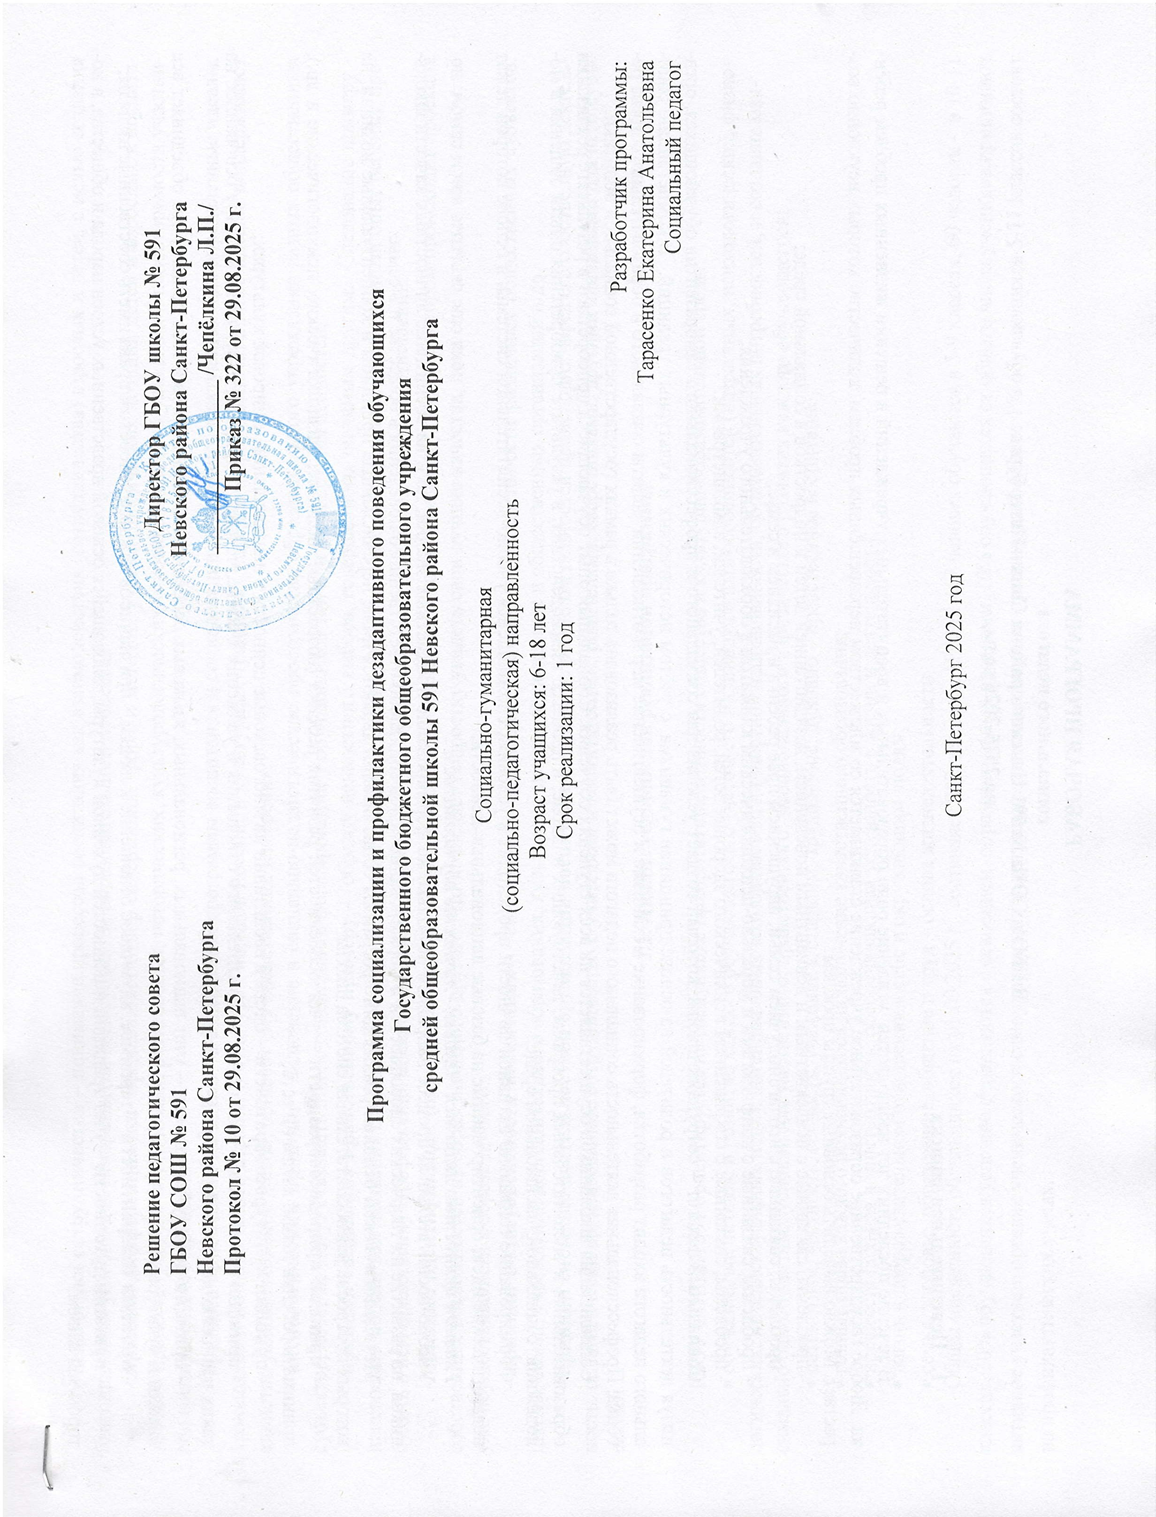 Решение педагогического совета
ГБОУ СОШ № 591
Невского района Санкт-Петербурга
Протокол № 10 от 29.08.2025 г.
Директор ГБОУ школы № 591
Невского района Санкт-Петербурга
/Чепёлкина Л.П./
Приказ № 322 от 29.08.2025 г.
Программа социализации и профилактики дезадаптивного поведения обучающихся
Государственного бюджетного общеобразовательного учреждения
средней общеобразовательной школы 591 Невского района Санкт-Петербурга
Социально-гуманитарная
(социально-педагогическая) направленность
Возраст учащихся: 6-18 лет
Срок реализации: 1 год
Разработчик программы:
Тарасенко Екатерина Анатольевна
Социальный педагог
Санкт-Петербург 2025 год